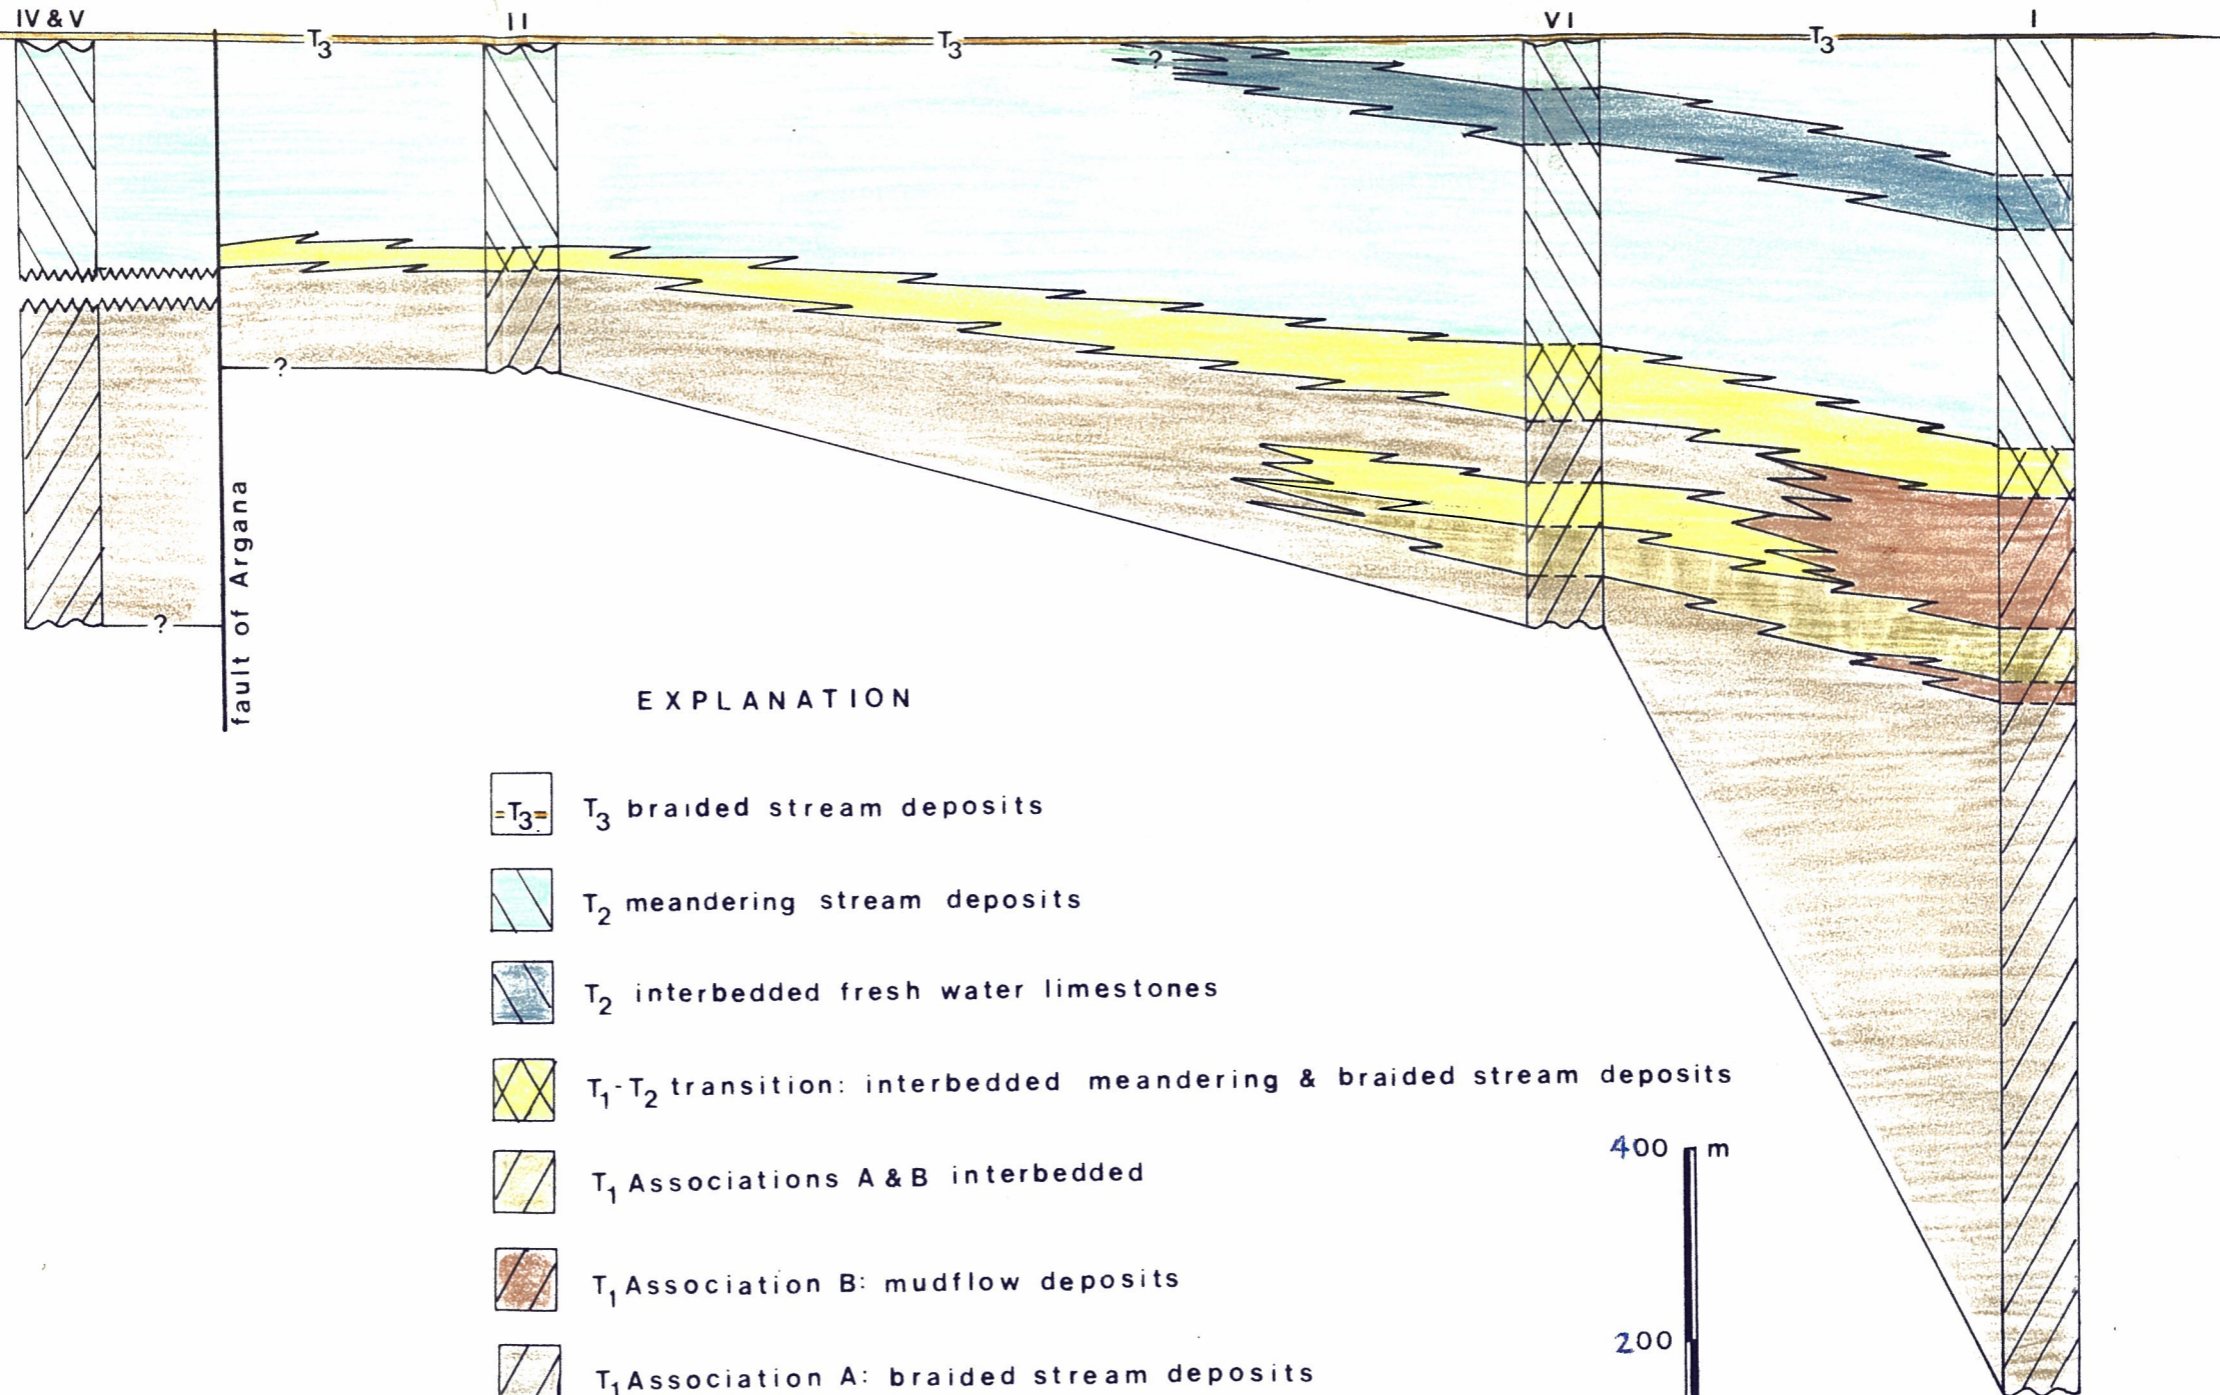 IV & V
II
VI
I
T3
T3
T3
?
?
?
fault of Argana
EXPLANATION
=T3= T3 braided stream deposits
T2 meandering stream deposits
T2 interbedded fresh water limestones
T1-T2 transition: interbedded meandering & braided stream deposits
400 m
T1 Associations A & B interbedded
T1 Association B: mudflow deposits
200
T1 Association A: braided stream deposits